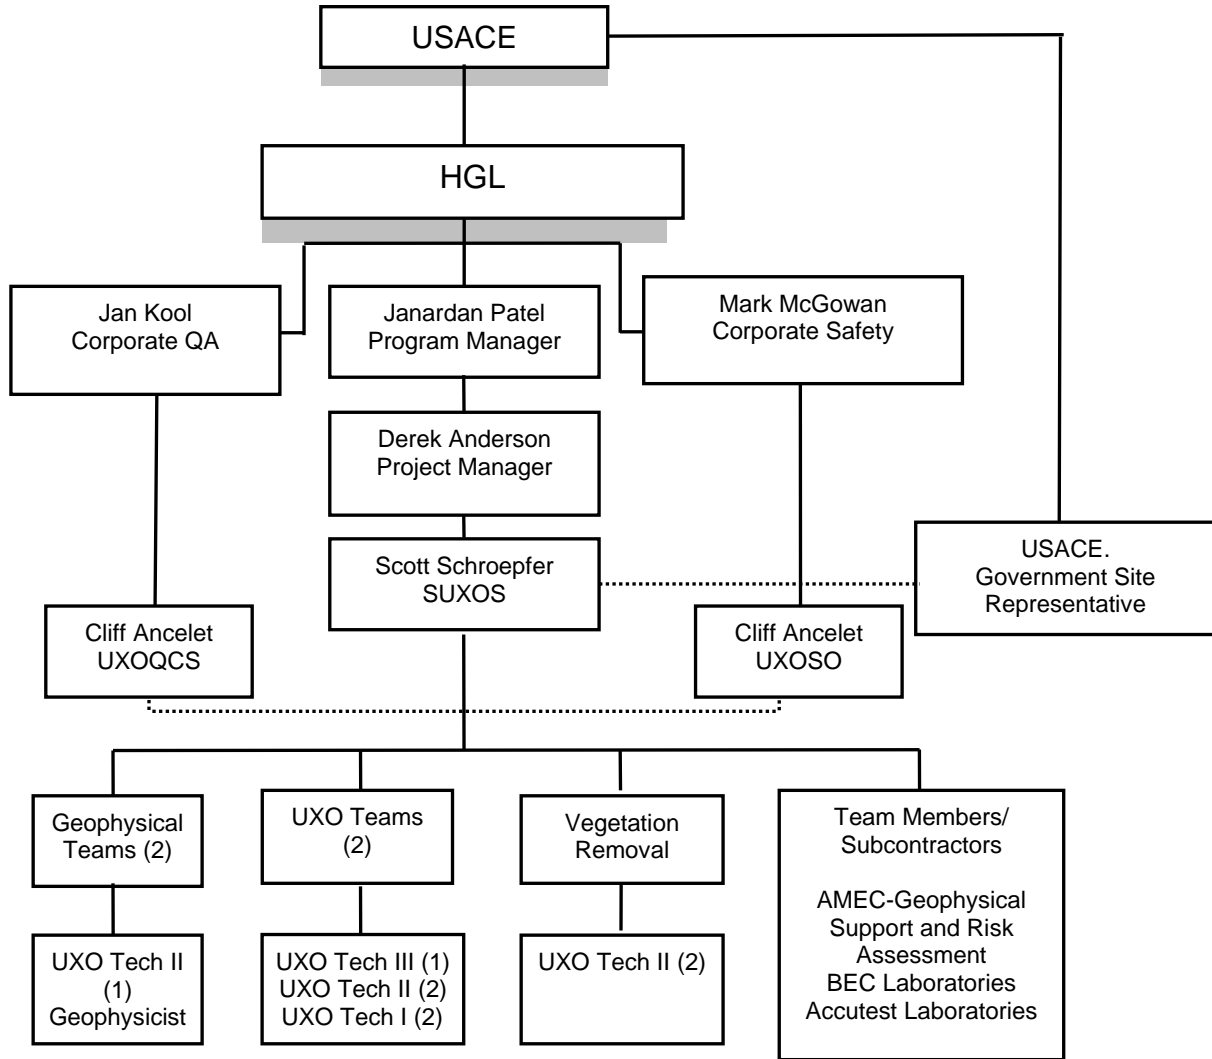 USACE
HGL
Jan Kool
Corporate QA
Janardan Patel
Program Manager
Mark McGowan
Corporate Safety
Derek Anderson
Project Manager
Scott Schroepfer
SUXOS
USACE.
Government Site
Representative
Cliff Ancelet
UXOQCS
Cliff Ancelet
UXOSO
Geophysical
Teams (2)
UXO Teams
(2)
Vegetation
Removal
Team Members/
Subcontractors
AMEC-Geophysical
Support and Risk
Assessment
BEC Laboratories
Accutest Laboratories
UXO Tech II
(1)
Geophysicist
UXO Tech III (1)
UXO Tech II (2)
UXO Tech I (2)
UXO Tech II (2)